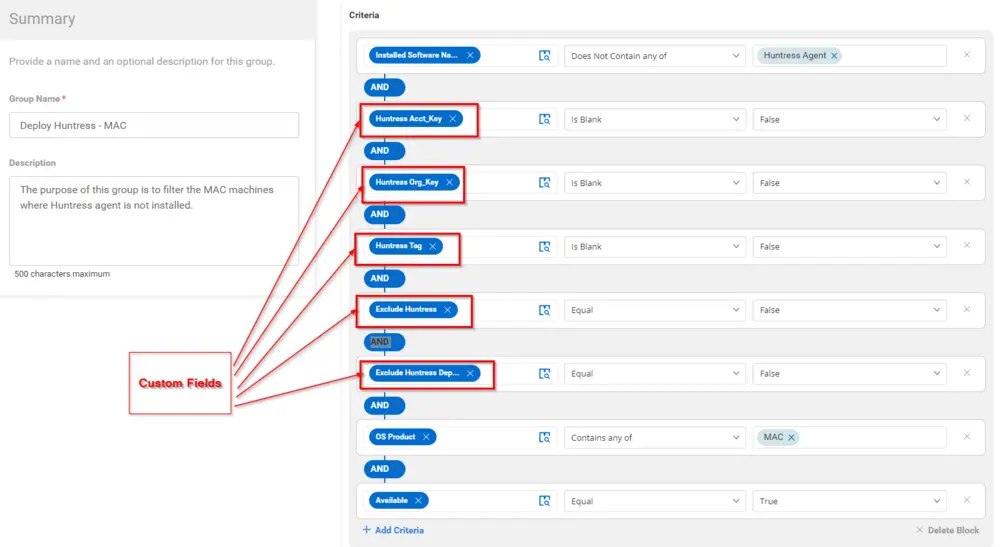 Summary
Provide a name and an optional description for this group.
Group Name *
Deploy Huntress - MAC
Description
The purpose of this group is to filter the MAC machines
where Huntress agent is not installed.
500 characters maximum
Custom Fields
Criteria
Installed Software Na... Does Not Contain any of Huntress Agent
AND
Huntress Acct_Key Is Blank False
AND
Huntress Org_Key Is Blank False
AND
Huntress Tag Is Blank False
AND
Exclude Huntress Equal False
AND
Exclude Huntress Dep... Equal False
AND
OS Product Contains any of MAC
AND
Available Equal True
+ Add Criteria Delete Block